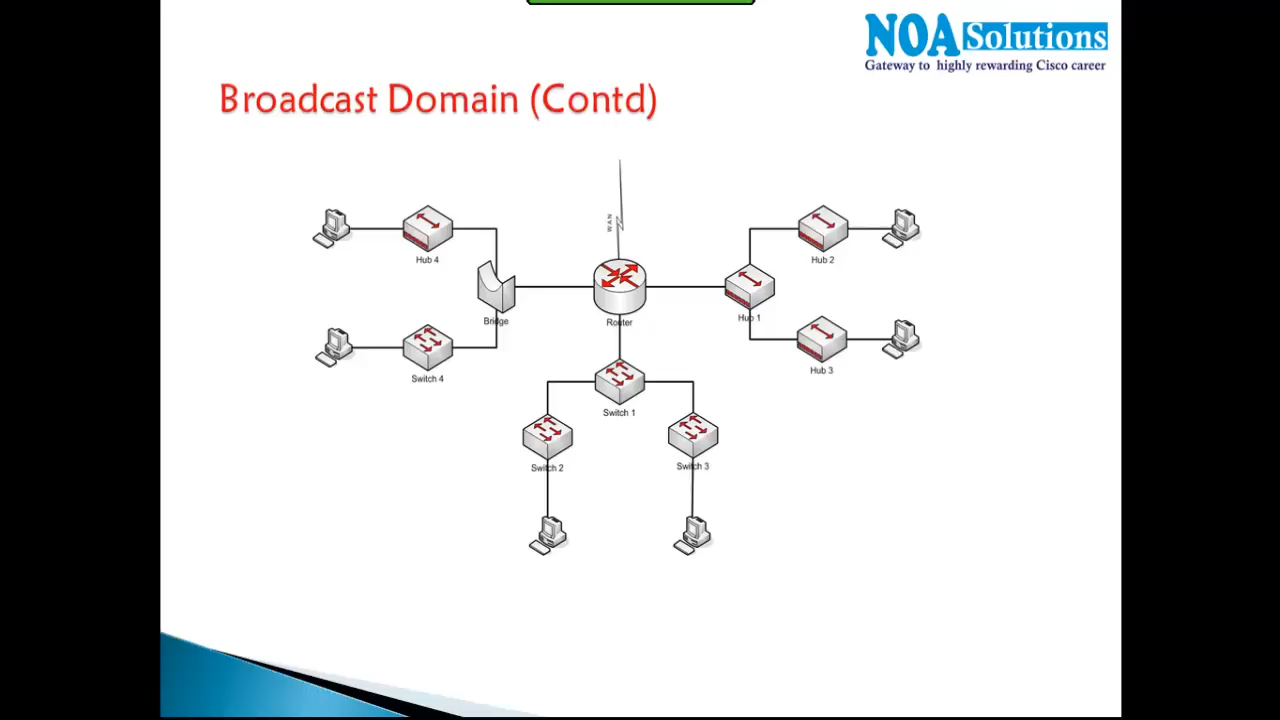 NOA Solutions
Gateway to highly rewarding Cisco career
Broadcast Domain (Contd)
WAN
Hub 4
Hub 2
Bridge
Router
Hub 1
Switch 4
Hub 3
Switch 1
Switch 2
Switch 3